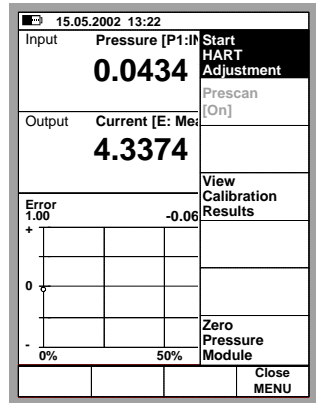 15.05.2002 13:22
Input Pressure [P1:IN
0.0434
Output Current [E: Mea
4.3374
Error
1.00 -0.06
+
0
-
0% 50%
Start
HART
Adjustment
Prescan
[On]
View
Calibration
Results
Zero
Pressure
Module
Close
MENU